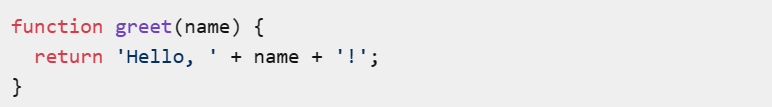 function greet(name) {
  return 'Hello, ' + name + '!';
}